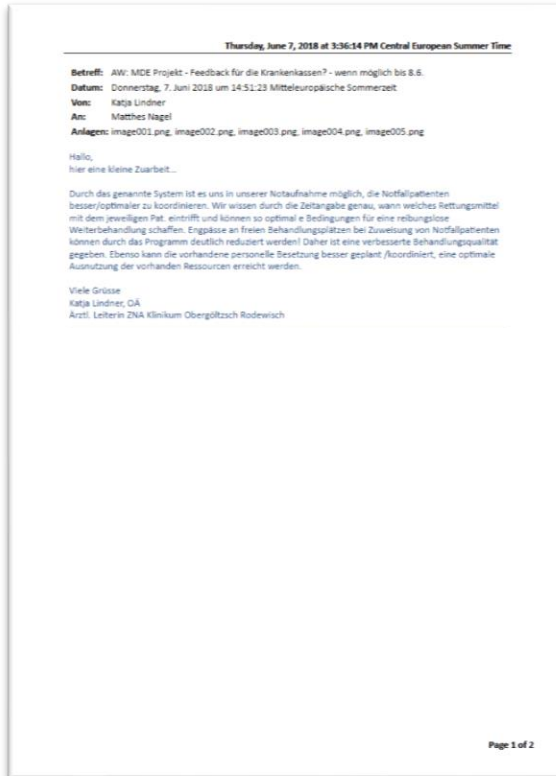 Thursday, June 7, 2018 at 3:36:14 PM Central European Summer Time
Betreff: AW: MDE Projekt - Feedback für die Krankenkassen? - wenn möglich bis 8.6.
Datum: Donnerstag, 7. Juni 2018 um 14:51:23 Mitteleuropäische Sommerzeit
Von: Katja Lindner
An: Matthes Nagel
Anlagen: image001.png, image002.png, image003.png, image004.png, image005.png
Hallo,
hier eine kleine Zuarbeit...
Durch das genannte System ist es uns in unserer Notaufnahme möglich, die Notfallpatienten
besser/optimaler zu koordinieren. Wir wissen durch die Zeitangabe genau, wann welches Rettungsmittel
mit dem jeweiligen Pat. eintrifft und können so optimal e Bedingungen für eine reibungslose
Weiterbehandlung schaffen. Engpässe an freien Behandlungsplätzen bei Zuweisung von Notfallpatienten
können durch das Programm deutlich reduziert werden! Daher ist eine verbesserte Behandlungsqualität
gegeben. Ebenso kann die vorhandene personelle Besetzung besser geplant /koordiniert, eine optimale
Ausnutzung der vorhanden Ressourcen erreicht werden.
Viele Grüsse
Katja Lindner, OÄ
Ärztl. Leiterin ZNA Klinikum Obergöltzsch Rodewisch
Page 1 of 2